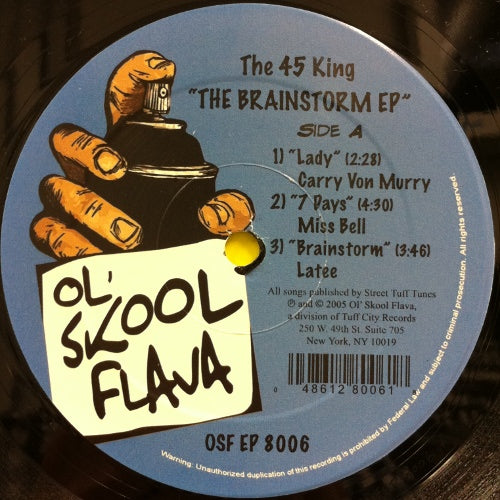 The 45 King
"THE BRAINSTORM EP"
SIDE A
1) "Lady" (2:28)
Carry Von Murry
2) "7 Days" (4:30)
Miss Bell
3) "Brainstorm" (3:46)
Latee
All songs published by Street Tuff Tunes
℗ and © 2005 Ol' Skool Flava,
a division of Tuff City Records
250 W. 49th St. Suite 705
New York, NY 10019
0 48612 80061
OL'
SKOOL
FLAVA
OSF EP 8006
Warning: Unauthorized duplication of this recording is prohibited by Federal Law and subject to criminal prosecution. All rights reserved.